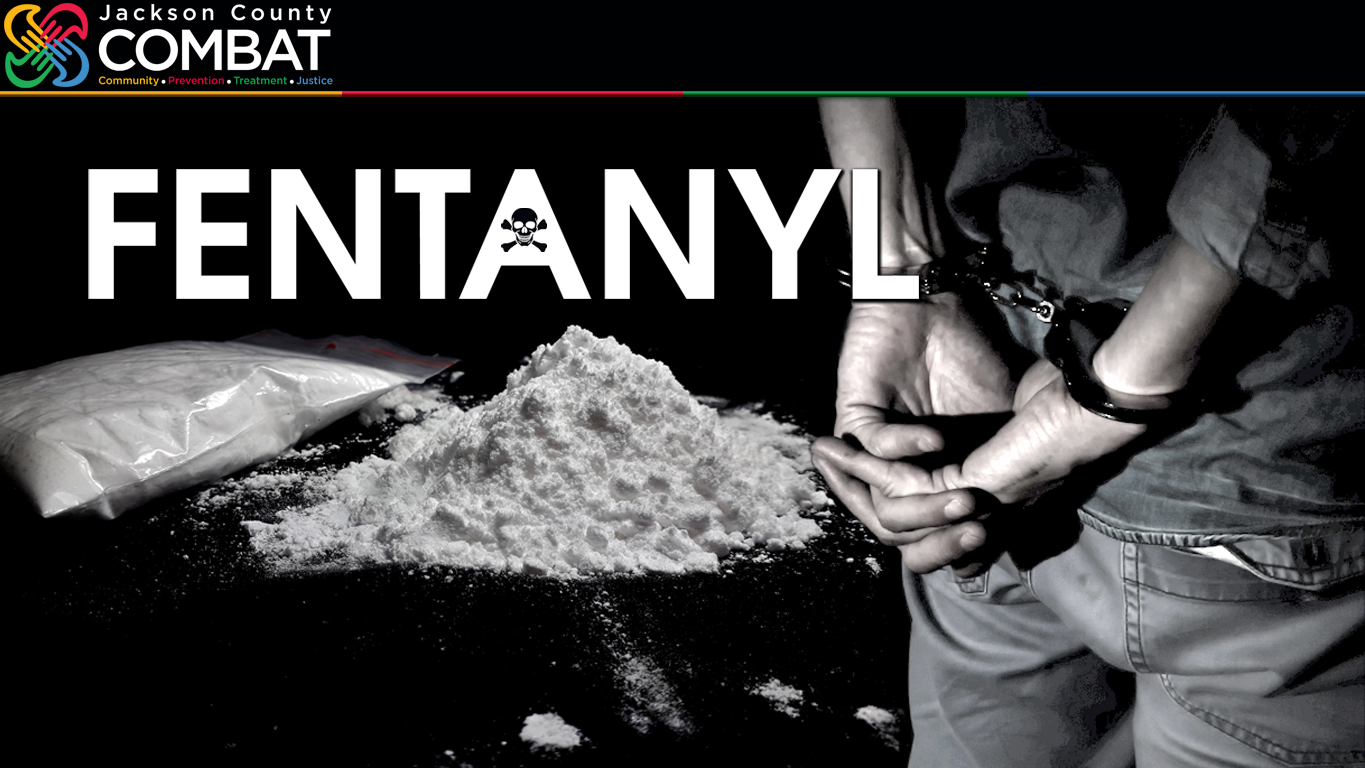 Jackson County
COMBAT
Community • Prevention • Treatment • Justice
FENTANYL